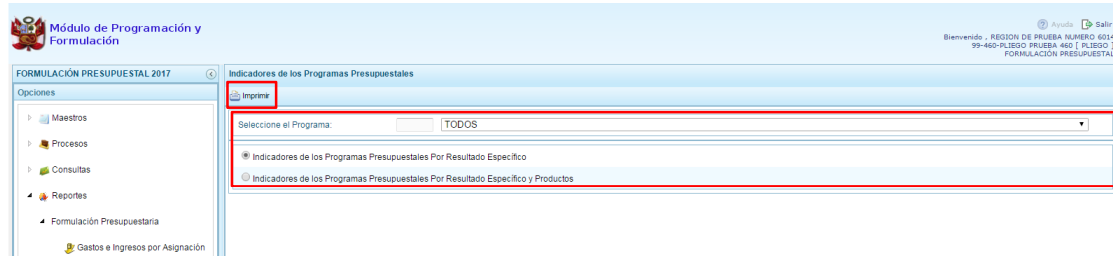 Módulo de Programación y
Formulación
Ayuda Salir
Bienvenido , REGION DE PRUEBA NUMERO 6014
99-460-PLIEGO PRUEBA 460 [ PLIEGO ]
FORMULACIÓN PRESUPUESTAL
FORMULACIÓN PRESUPUESTAL 2017
Indicadores de los Programas Presupuestales
Opciones
Imprimir
Maestros
Seleccione el Programa: TODOS
Procesos
Indicadores de los Programas Presupuestales Por Resultado Específico
Consultas
Indicadores de los Programas Presupuestales Por Resultado Específico y Productos
Reportes
Formulación Presupuestaria
Gastos e Ingresos por Asignación